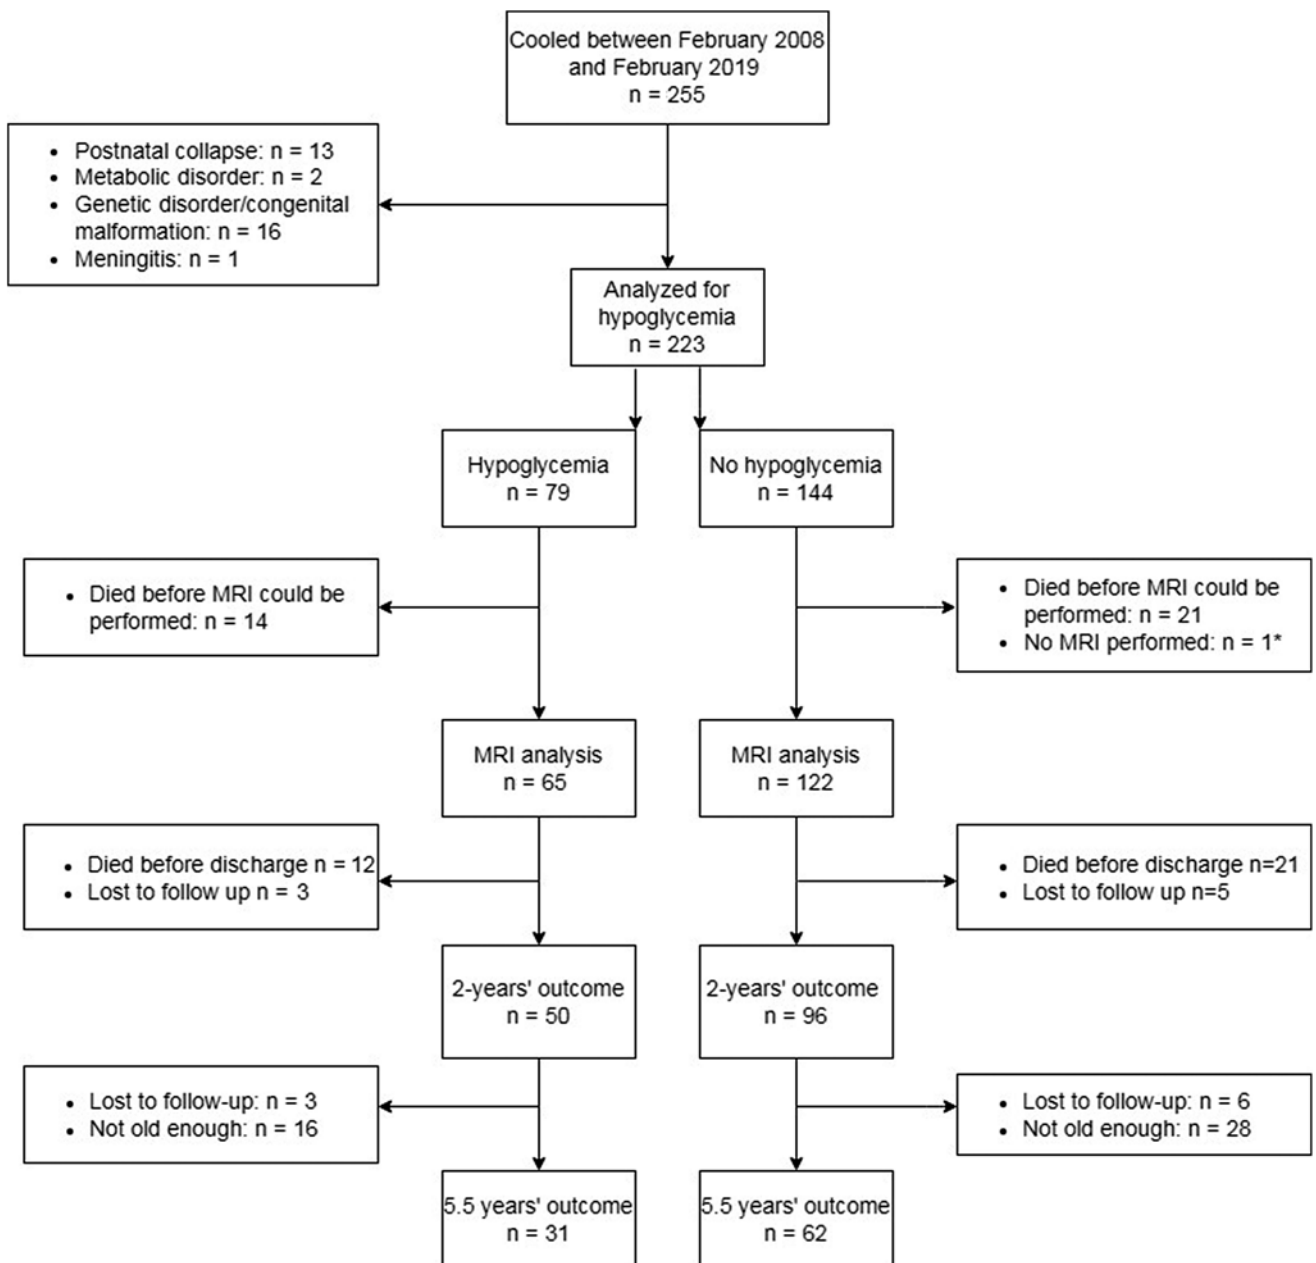 Cooled between February 2008
and February 2019
n = 255
• Postnatal collapse: n = 13
• Metabolic disorder: n = 2
• Genetic disorder/congenital
malformation: n = 16
• Meningitis: n = 1
Analyzed for
hypoglycemia
n = 223
Hypoglycemia
n = 79
No hypoglycemia
n = 144
• Died before MRI could be
performed: n = 14
• Died before MRI could be
performed: n = 21
• No MRI performed: n = 1*
MRI analysis
n = 65
MRI analysis
n = 122
• Died before discharge n = 12
• Lost to follow up n = 3
• Died before discharge n=21
• Lost to follow up n=5
2-years' outcome
n = 50
2-years' outcome
n = 96
• Lost to follow-up: n = 3
• Not old enough: n = 16
• Lost to follow-up: n = 6
• Not old enough: n = 28
5.5 years' outcome
n = 31
5.5 years' outcome
n = 62